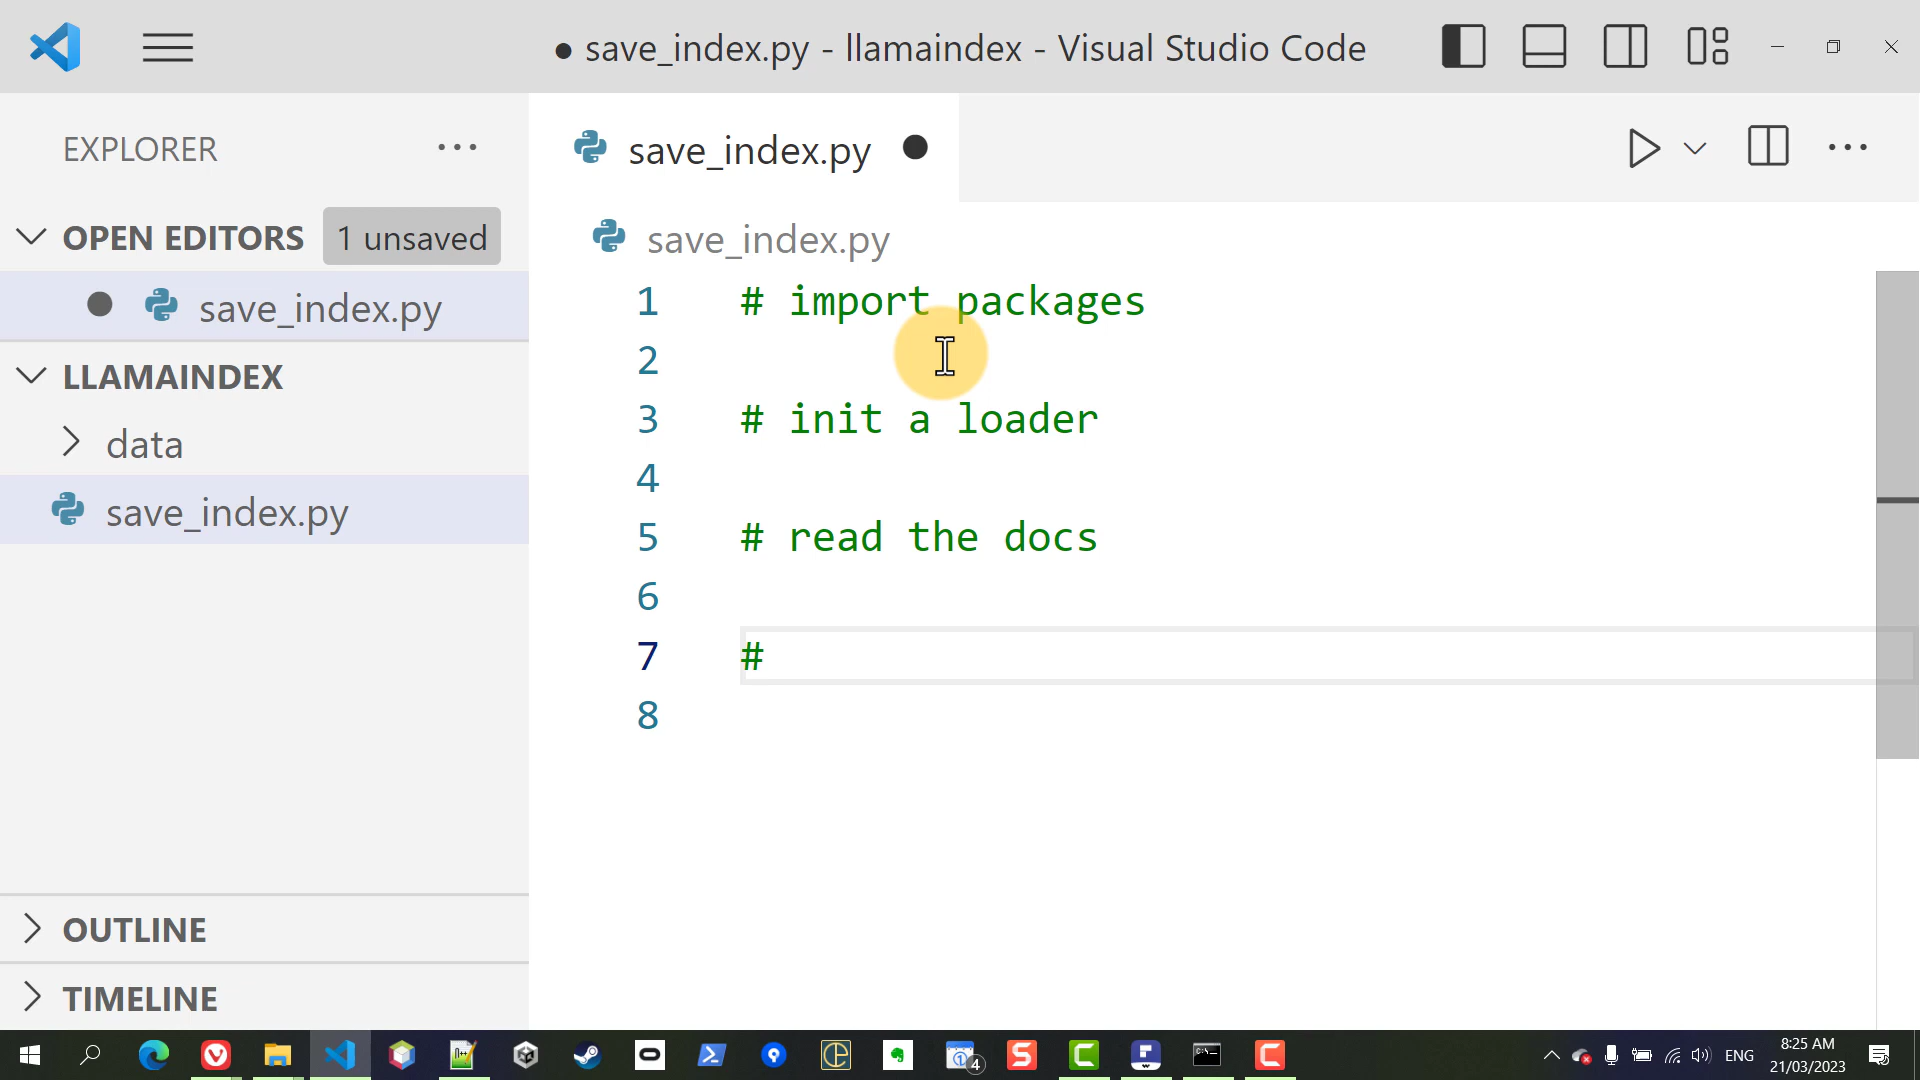 ● save_index.py - llamaindex - Visual Studio Code
EXPLORER
save_index.py
OPEN EDITORS 1 unsaved
save_index.py
save_index.py
LLAMAINDEX
data
save_index.py
OUTLINE
TIMELINE
1 # import packages
2
3 # init a loader
4
5 # read the docs
6
7 #
8
4
ENG
8:25 AM
21/03/2023